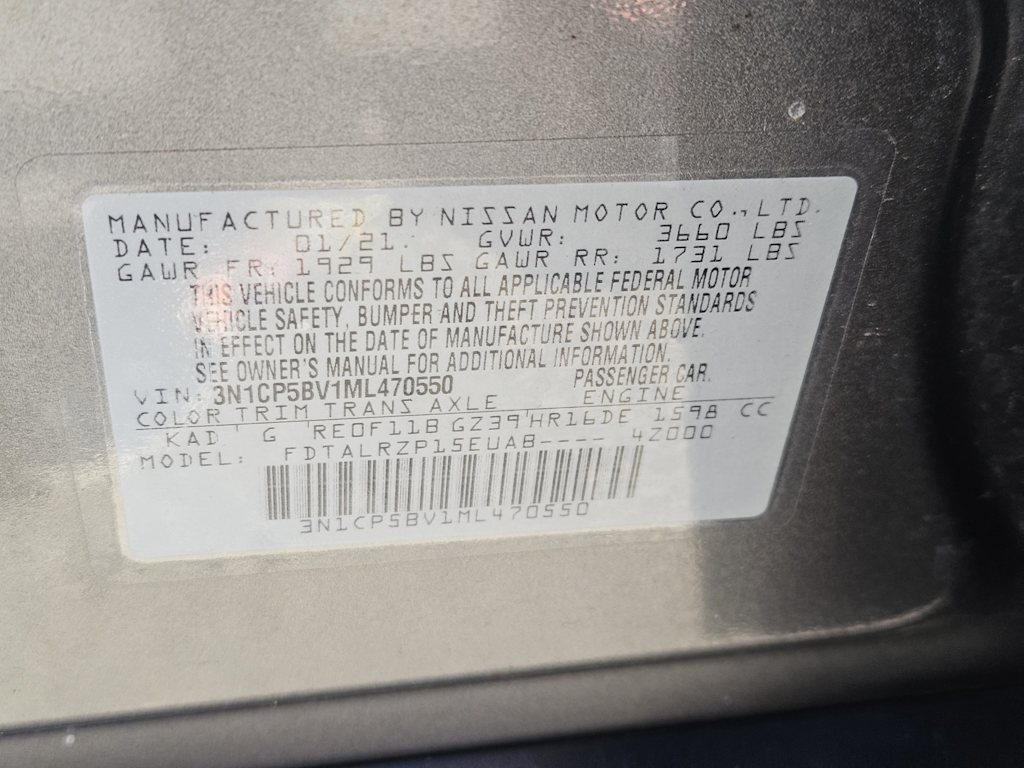 MANUFACTURED BY NISSAN MOTOR CO.,LTD.
DATE: 01/21. GVWR: 3660 LBS
GAWR FR: 1929 LBS GAWR RR: 1731 LBS
THIS VEHICLE CONFORMS TO ALL APPLICABLE FEDERAL MOTOR
VEHICLE SAFETY, BUMPER AND THEFT PREVENTION STANDARDS
IN EFFECT ON THE DATE OF MANUFACTURE SHOWN ABOVE.
SEE OWNER'S MANUAL FOR ADDITIONAL INFORMATION.
VIN: 3N1CP5BV1ML470550 PASSENGER CAR.
COLOR TRIM TRANS AXLE ENGINE
KAD G RE0F11B GZ39 HR16DE 1598 CC
MODEL: FDTALRZP15EUAB---- 4Z000
3N1CP5BV1ML470550